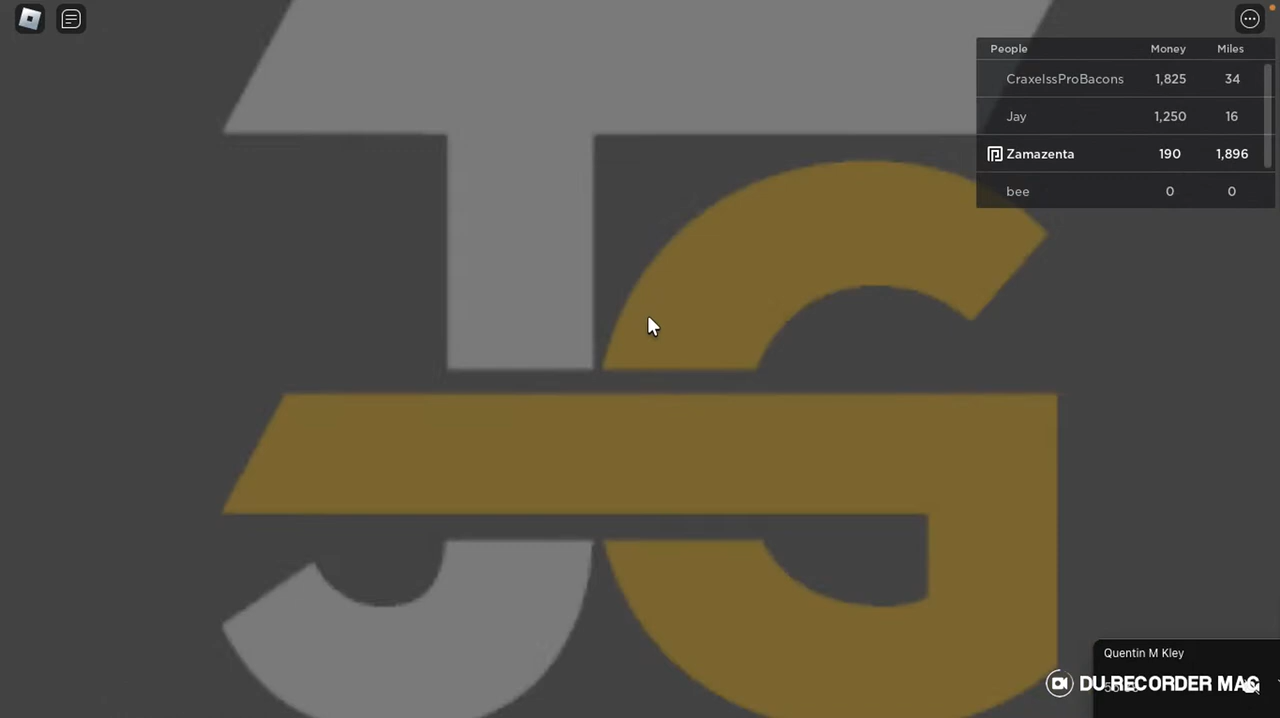 People Money Miles
CraxelssProBacons 1,825 34
Jay 1,250 16
Zamazenta 190 1,896
bee 0 0
Quentin M Kley
DU RECORDER MAC